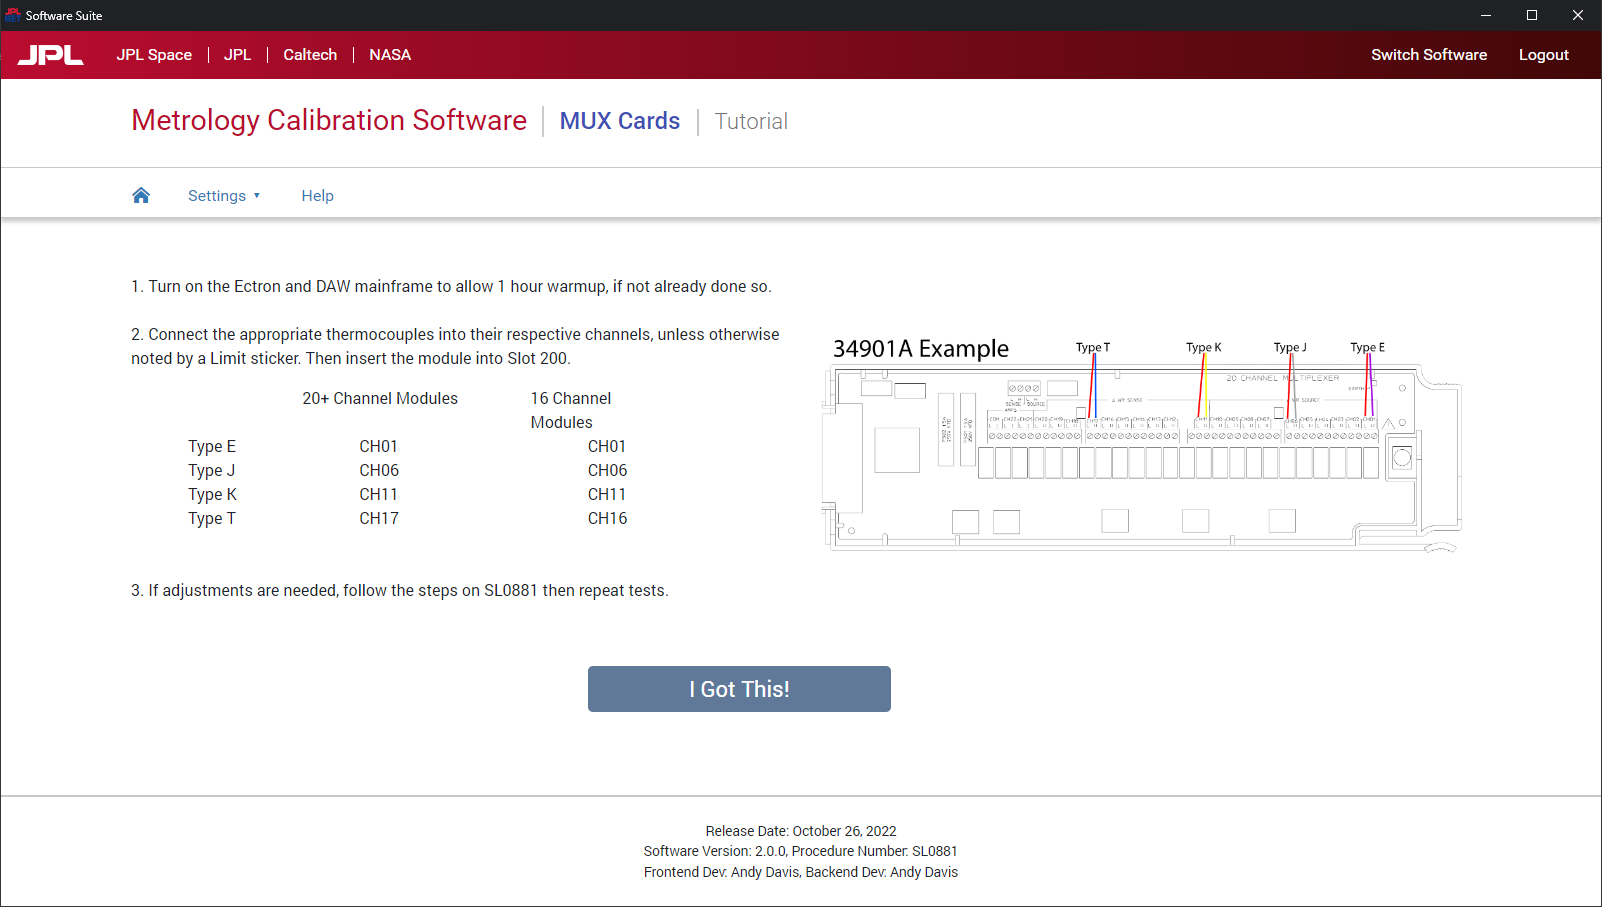 JPL MET Software Suite
JPL JPL Space JPL Caltech NASA Switch Software Logout
Metrology Calibration Software MUX Cards Tutorial
Settings ▾ Help
1. Turn on the Ectron and DAW mainframe to allow 1 hour warmup, if not already done so.
2. Connect the appropriate thermocouples into their respective channels, unless otherwise
noted by a Limit sticker. Then insert the module into Slot 200.
20+ Channel Modules 16 Channel
Modules
Type E CH01 CH01
Type J CH06 CH06
Type K CH11 CH11
Type T CH17 CH16
3. If adjustments are needed, follow the steps on SL0881 then repeat tests.
34901A Example Type T Type K Type J Type E
20 CHANNEL MULTIPLEXER
I Got This!
Release Date: October 26, 2022
Software Version: 2.0.0, Procedure Number: SL0881
Frontend Dev: Andy Davis, Backend Dev: Andy Davis